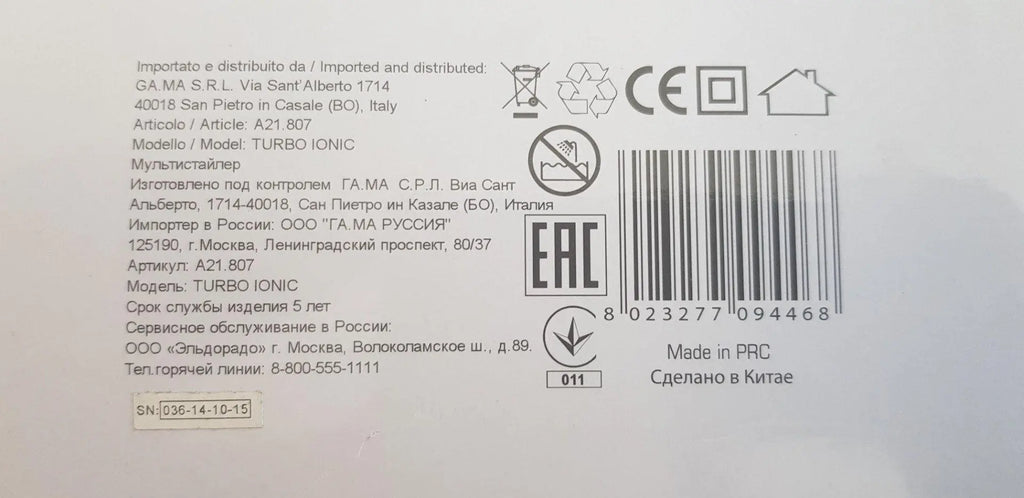 Importato e distribuito da / Imported and distributed:
GA.MA S.R.L. Via Sant'Alberto 1714
40018 San Pietro in Casale (BO), Italy
Articolo / Article: A21.807
Modello / Model: TURBO IONIC
Мультистайлер
Изготовлено под контролем ГА.МА С.Р.Л. Виа Сант
Альберто, 1714-40018, Сан Пиетро ин Казале (БО), Италия
Импортер в России: ООО "ГА.МА РУССИЯ"
125190, г.Москва, Ленинградский проспект, 80/37
Артикул: A21.807
Модель: TURBO IONIC
Срок службы изделия 5 лет
Сервисное обслуживание в России:
ООО «Эльдорадо» г. Москва, Волоколамское ш., д.89.
Тел.горячей линии: 8-800-555-1111
SN: 036-14-10-15
CE
EAC
011
8 023277 094468
Made in PRC
Сделано в Китае